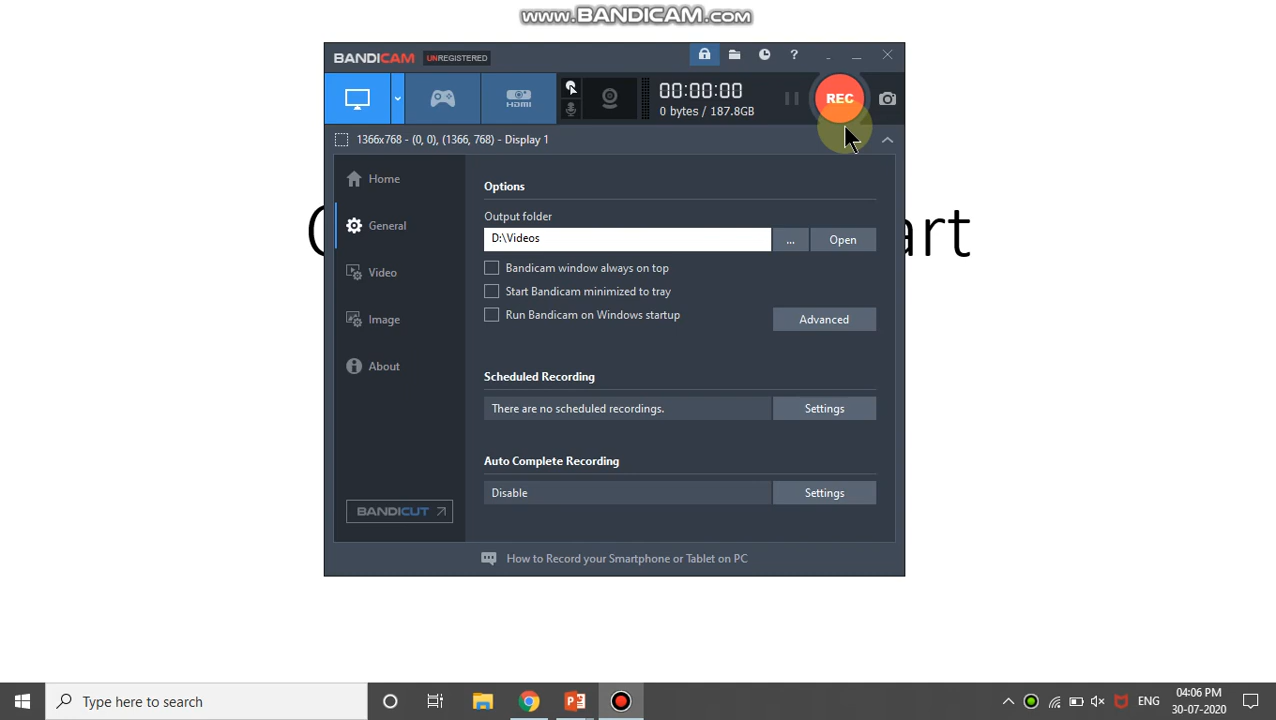 www.BANDICAM.com
BANDICAM UNREGISTERED
?
HDMI
00:00:00
0 bytes / 187.8GB
REC
1366x768 - (0, 0), (1366, 768) - Display 1
Home
General
Video
Image
About
BANDICUT
Options
Output folder
D:\Videos
...
Open
Bandicam window always on top
Start Bandicam minimized to tray
Run Bandicam on Windows startup
Advanced
Scheduled Recording
There are no scheduled recordings.
Settings
Auto Complete Recording
Disable
Settings
How to Record your Smartphone or Tablet on PC
art
Type here to search
ENG
04:06 PM
30-07-2020